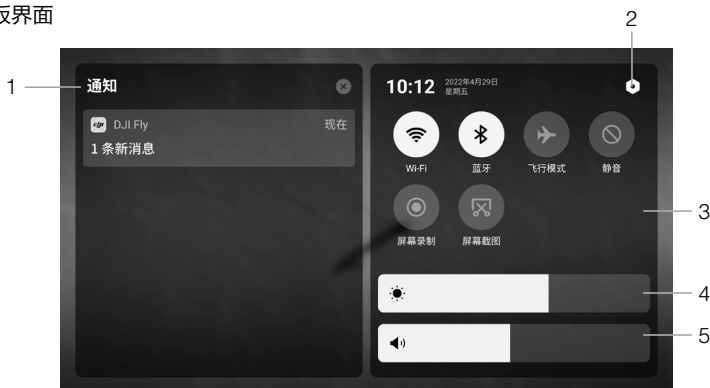 板界面
2
1
通知
DJI Fly
现在
1 条新消息
10:12
2022年4月29日
星期五
Wi-Fi
蓝牙
飞行模式
静音
屏幕录制
屏幕截图
3
4
5